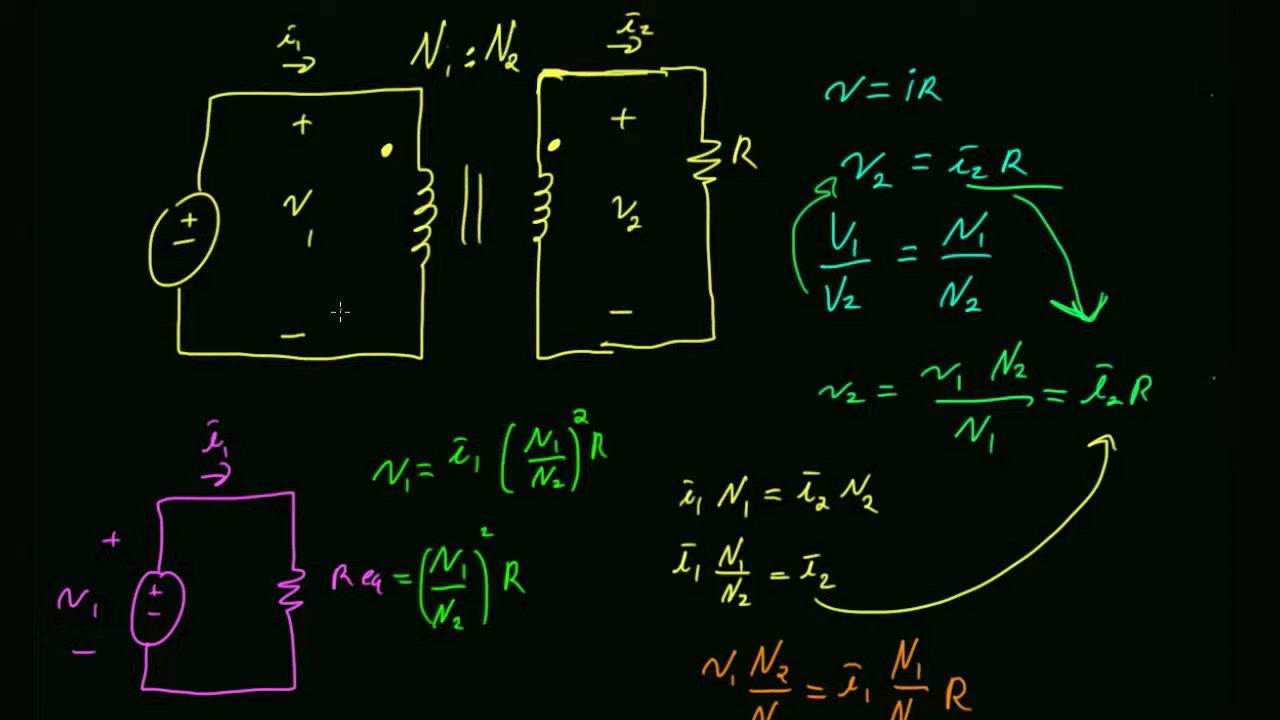 i₁ N₁ : N₂ i₂
+ +
+ − v₁ v₂ R
− −
v = iR
v₂ = i₂ R
V₁/V₂ = N₁/N₂
v₂ = v₁ N₂/N₁ = i₂ R
i₁ N₁ = i₂ N₂
i₁ N₁/N₂ = i₂
v₁ N₂/N = i₁ N₁/N R
v₁ = i₁ (N₁/N₂)² R
i₁
+
v₁ + − Req = (N₁/N₂)² R
−